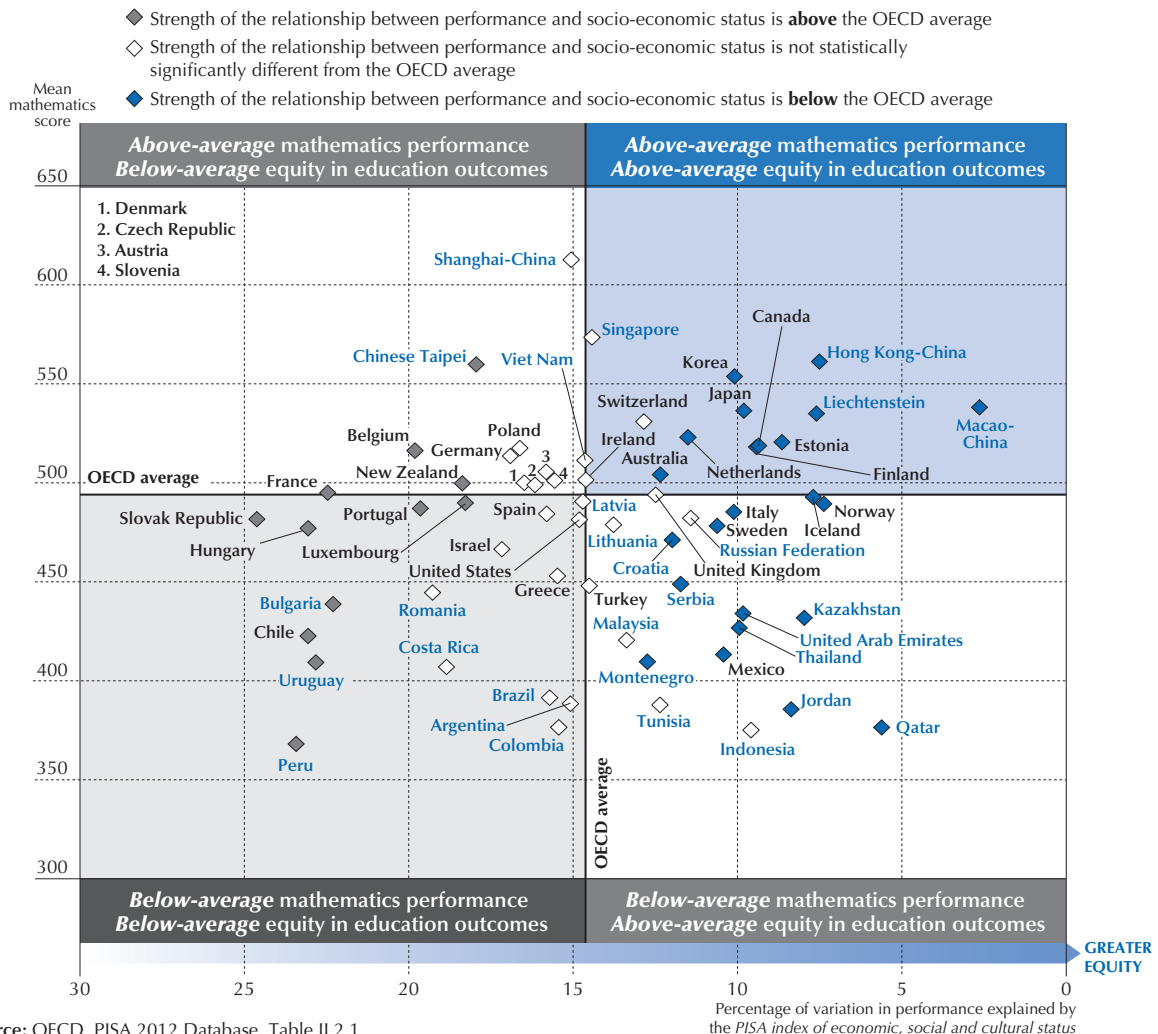 Strength of the relationship between performance and socio-economic status is above the OECD average
Strength of the relationship between performance and socio-economic status is not statistically
significantly different from the OECD average
Strength of the relationship between performance and socio-economic status is below the OECD average
Mean
mathematics
score
Above-average mathematics performance
Below-average equity in education outcomes
Above-average mathematics performance
Above-average equity in education outcomes
650
1. Denmark
2. Czech Republic
3. Austria
4. Slovenia
Shanghai-China
600
Singapore
Canada
Chinese Taipei
Viet Nam
Korea
Hong Kong-China
550
Japan
Switzerland
Liechtenstein
Macao-
China
Belgium
Poland
Germany
3
Ireland
Australia
Estonia
New Zealand
1
2
4
Netherlands
Finland
500
OECD average
France
Slovak Republic
Portugal
Spain
Latvia
Italy
Norway
Hungary
Luxembourg
Israel
Lithuania
Sweden
Iceland
Russian Federation
United States
Croatia
United Kingdom
450
Greece
Turkey
Serbia
Bulgaria
Romania
Malaysia
Kazakhstan
Chile
United Arab Emirates
Costa Rica
Thailand
Uruguay
Montenegro
Mexico
400
Brazil
Argentina
Tunisia
Jordan
Colombia
Indonesia
Qatar
Peru
350
OECD average
300
Below-average mathematics performance
Below-average equity in education outcomes
Below-average mathematics performance
Above-average equity in education outcomes
GREATER
EQUITY
30
25
20
15
10
5
0
Percentage of variation in performance explained by
the PISA index of economic, social and cultural status
rce: OECD, PISA 2012 Database, Table II.2.1